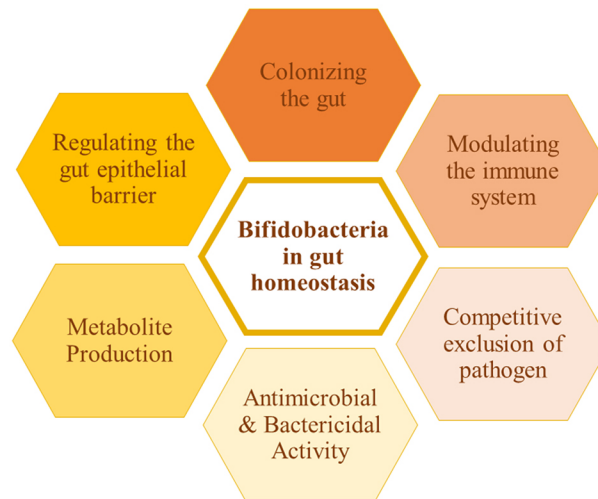 Colonizing
the gut
Regulating the
gut epithelial
barrier
Modulating
the immune
system
Bifidobacteria
in gut
homeostasis
Metabolite
Production
Competitive
exclusion of
pathogen
Antimicrobial
& Bactericidal
Activity